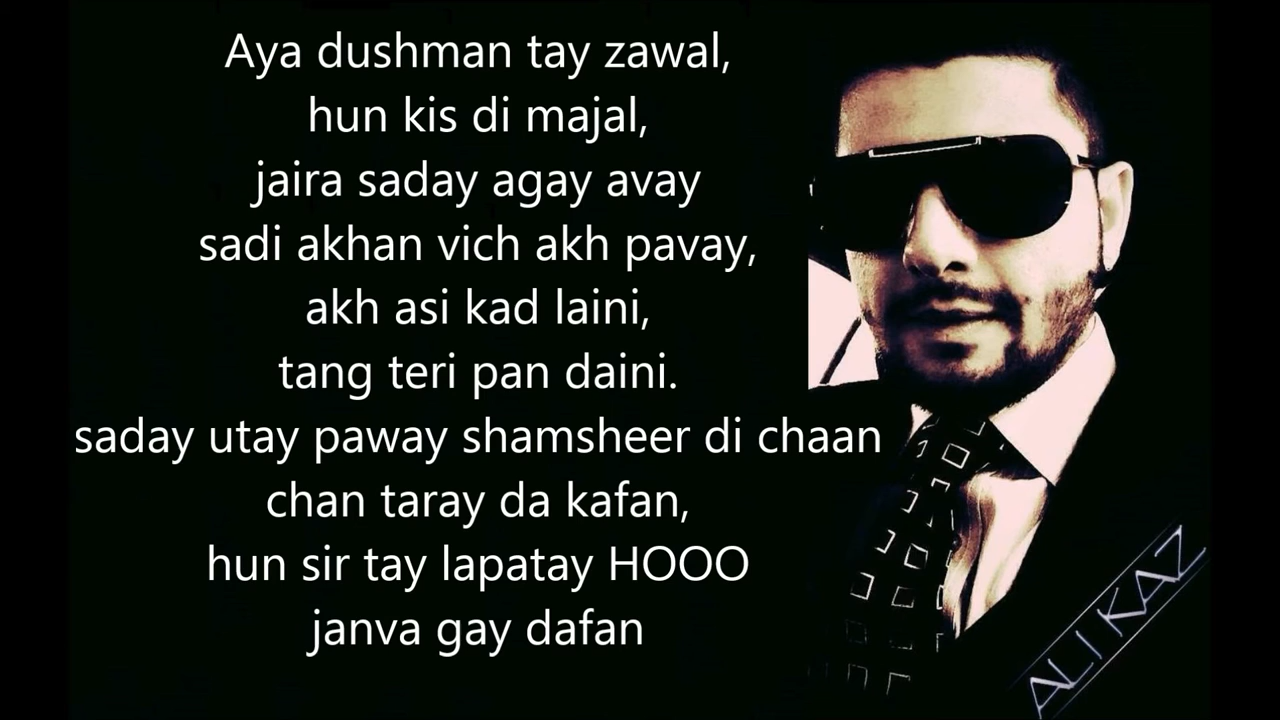 Aya dushman tay zawal,
hun kis di majal,
jaira saday agay avay
sadi akhan vich akh pavay,
akh asi kad laini,
tang teri pan daini.
saday utay paway shamsheer di chaan
chan taray da kafan,
hun sir tay lapatay HOOO
janva gay dafan
ALI KAZ